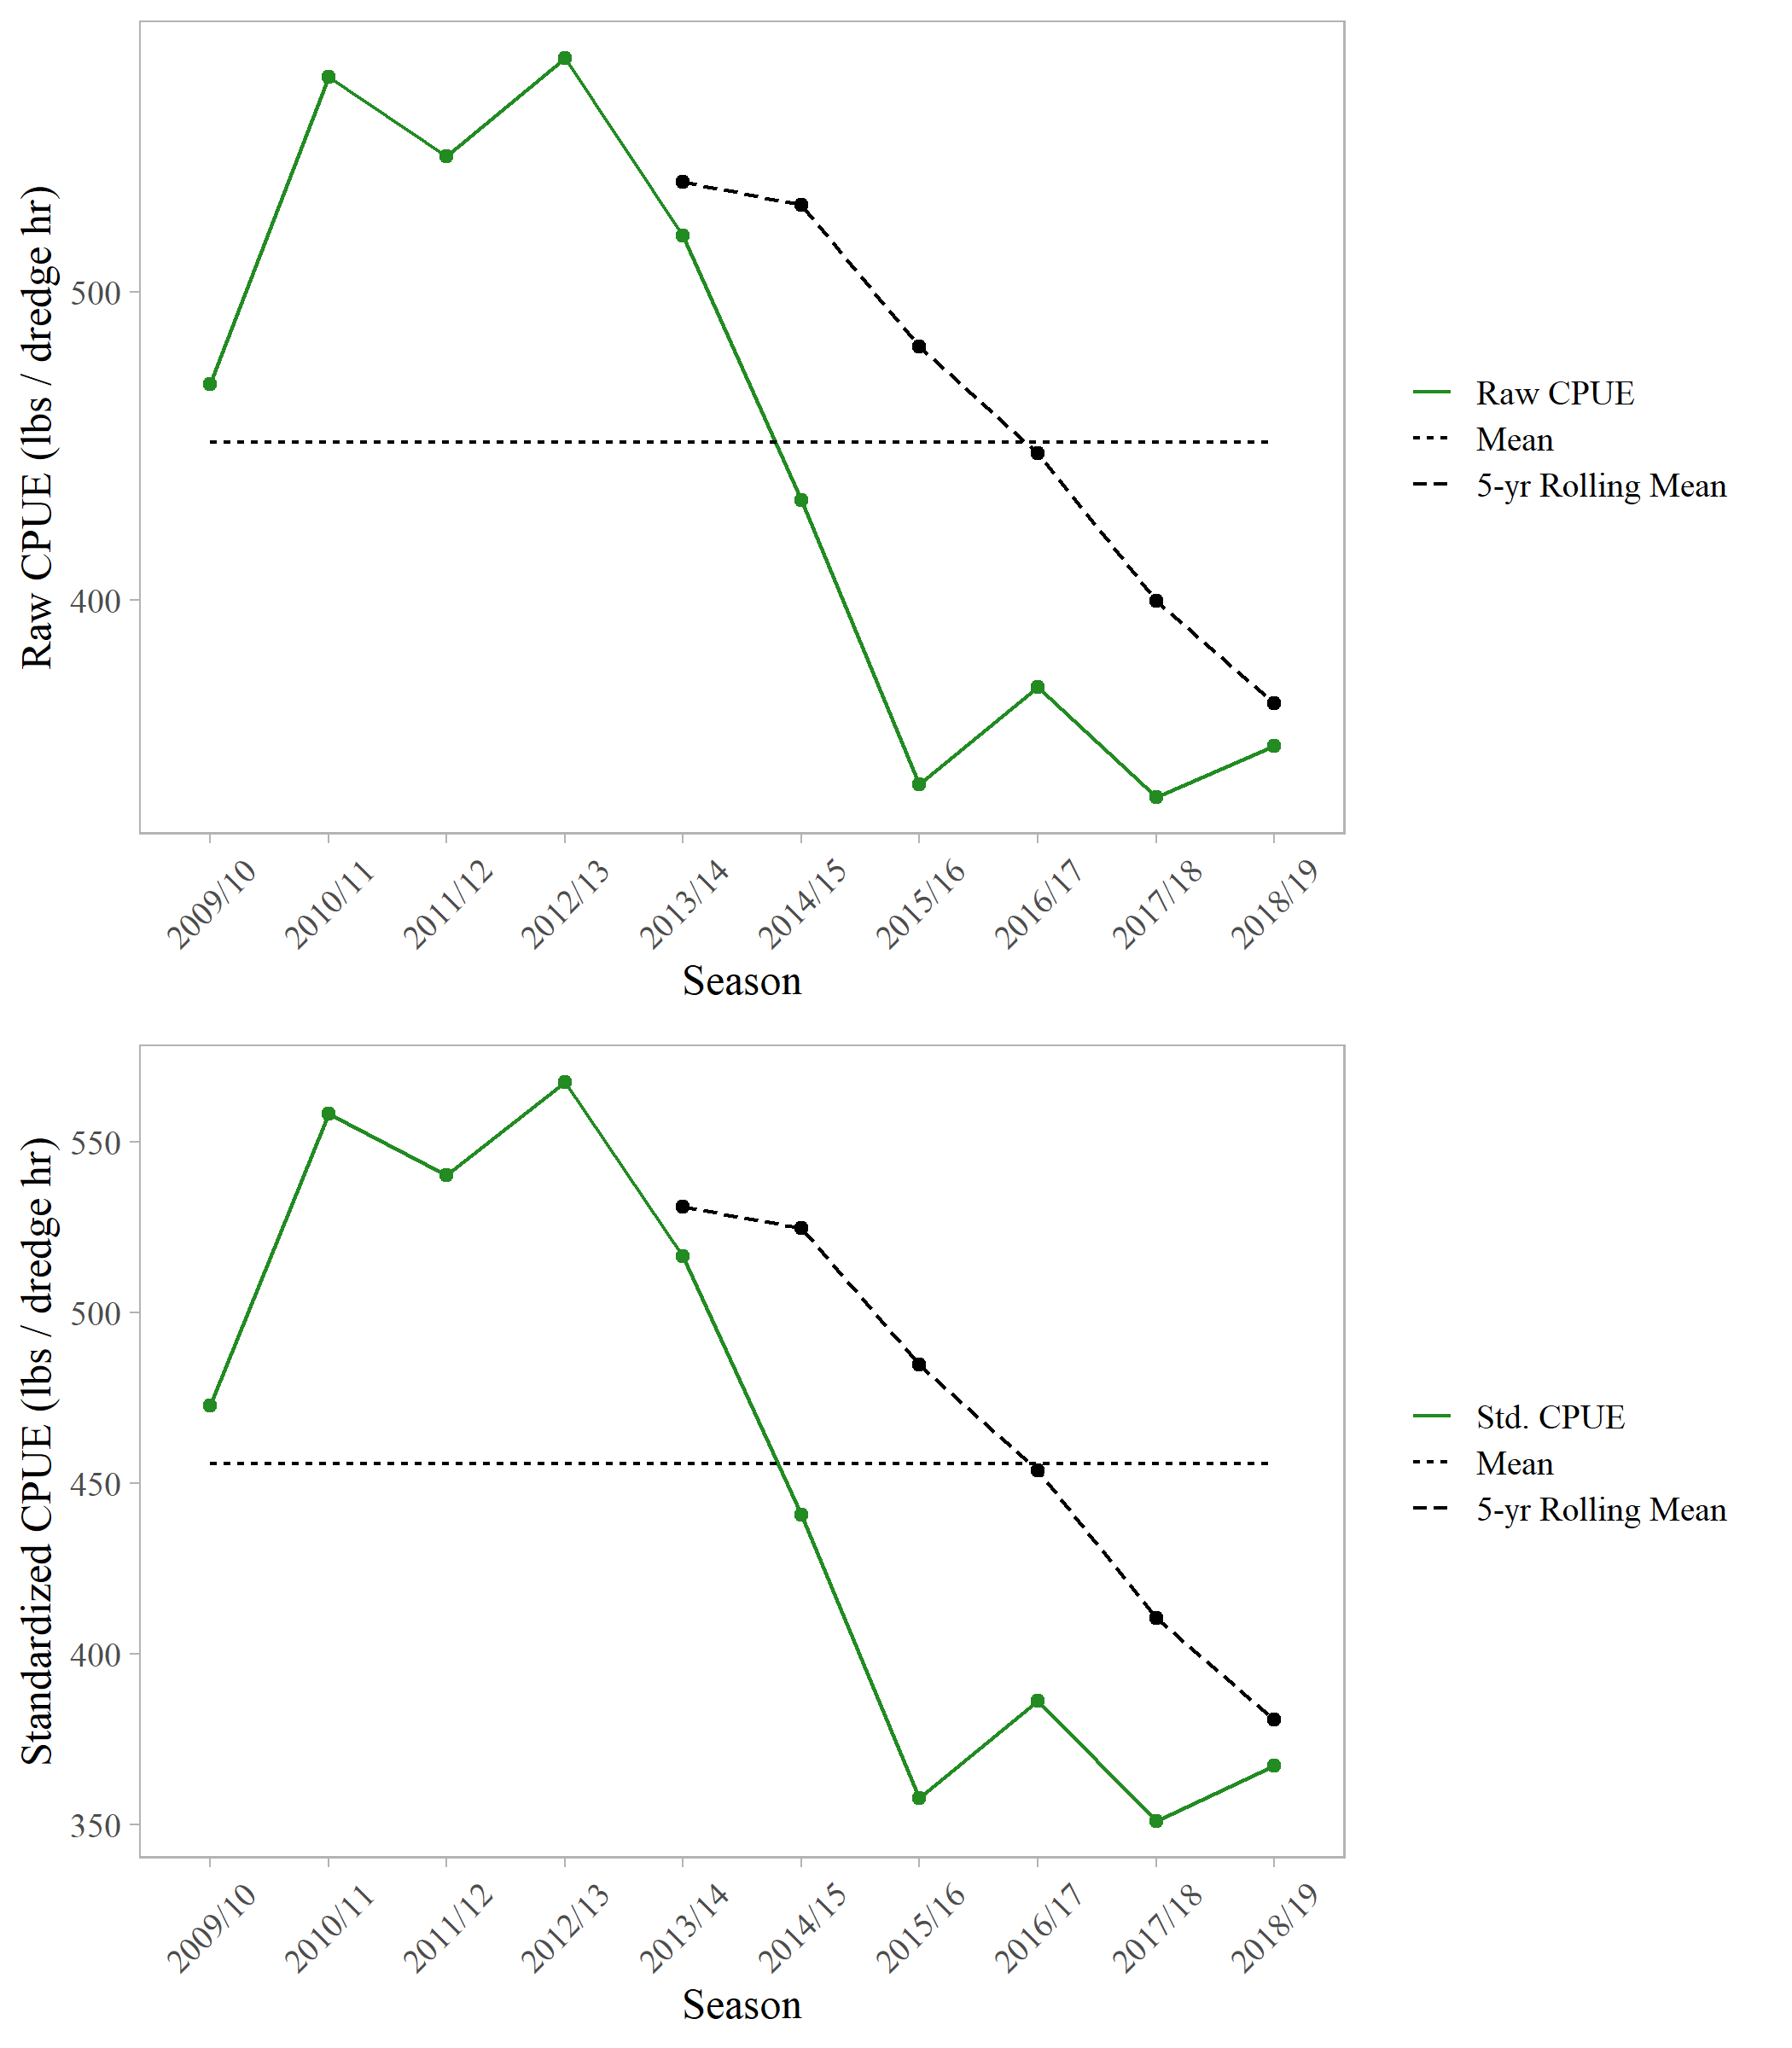 Raw CPUE (lbs / dredge hr)
500
400
2009/10
2010/11
2011/12
2012/13
2013/14
2014/15
2015/16
2016/17
2017/18
2018/19
Season
Raw CPUE
Mean
5-yr Rolling Mean
Standardized CPUE (lbs / dredge hr)
550
500
450
400
350
2009/10
2010/11
2011/12
2012/13
2013/14
2014/15
2015/16
2016/17
2017/18
2018/19
Season
Std. CPUE
Mean
5-yr Rolling Mean